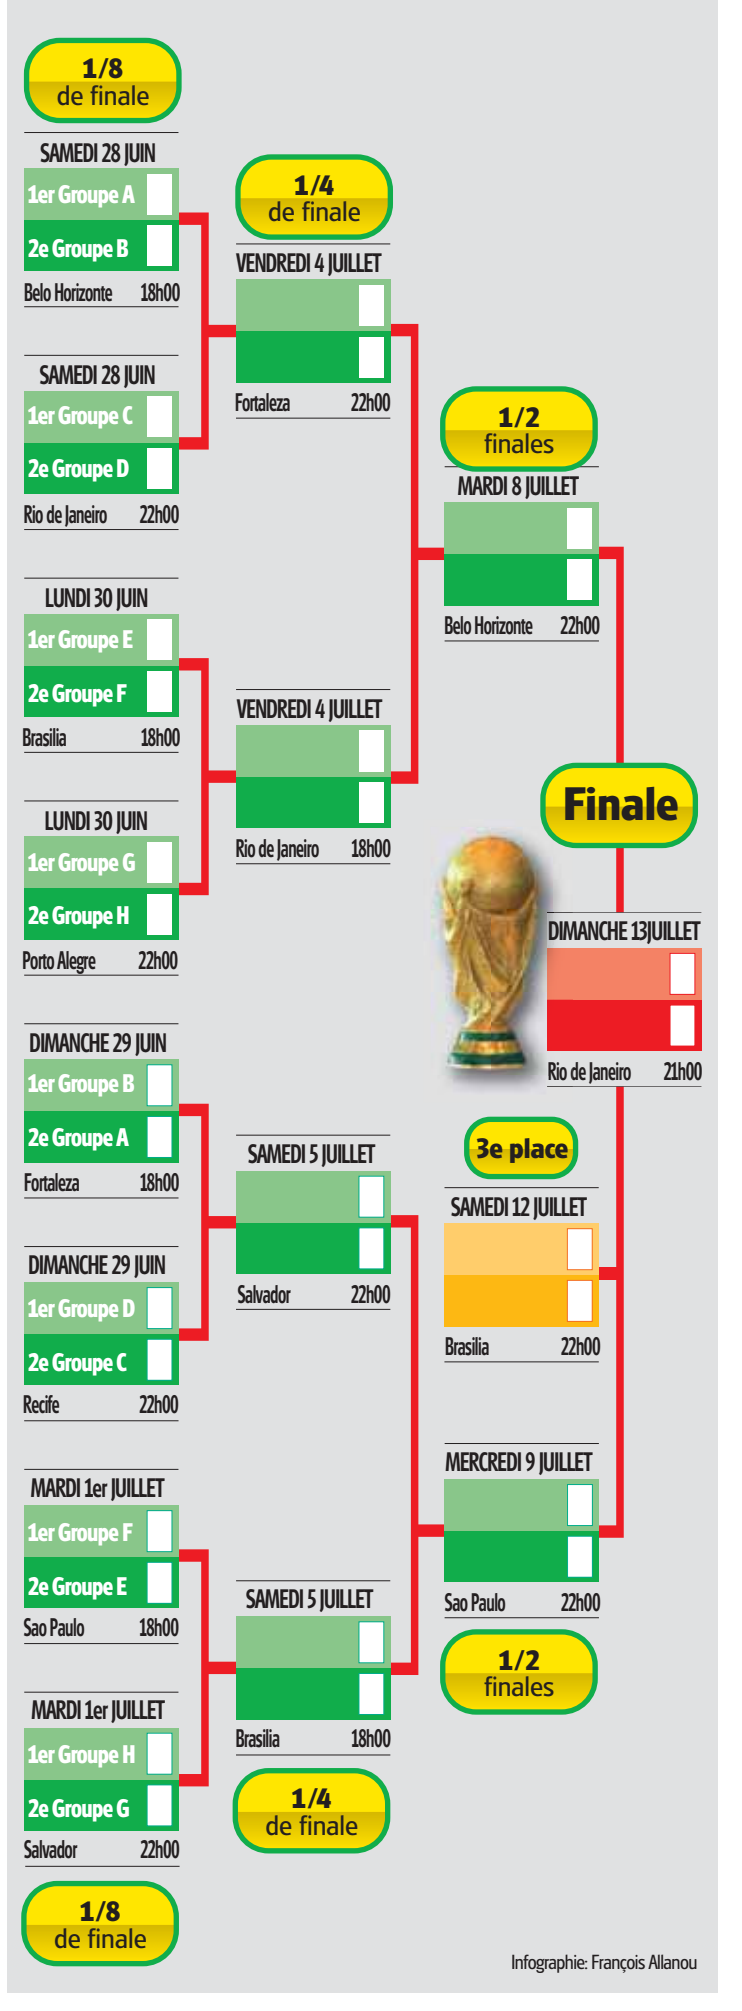 1/8
de finale
SAMEDI 28 JUIN
1er Groupe A
2e Groupe B
Belo Horizonte 18h00
SAMEDI 28 JUIN
1er Groupe C
2e Groupe D
Rio de Janeiro 22h00
LUNDI 30 JUIN
1er Groupe E
2e Groupe F
Brasilia 18h00
LUNDI 30 JUIN
1er Groupe G
2e Groupe H
Porto Alegre 22h00
DIMANCHE 29 JUIN
1er Groupe B
2e Groupe A
Fortaleza 18h00
DIMANCHE 29 JUIN
1er Groupe D
2e Groupe C
Recife 22h00
MARDI 1er JUILLET
1er Groupe F
2e Groupe E
Sao Paulo 18h00
MARDI 1er JUILLET
1er Groupe H
2e Groupe G
Salvador 22h00
1/8
de finale
1/4
de finale
VENDREDI 4 JUILLET
Fortaleza 22h00
VENDREDI 4 JUILLET
Rio de Janeiro 18h00
SAMEDI 5 JUILLET
Salvador 22h00
SAMEDI 5 JUILLET
Brasilia 18h00
1/4
de finale
1/2
finales
MARDI 8 JUILLET
Belo Horizonte 22h00
Finale
DIMANCHE 13JUILLET
Rio de Janeiro 21h00
3e place
SAMEDI 12 JUILLET
Brasilia 22h00
MERCREDI 9 JUILLET
Sao Paulo 22h00
1/2
finales
Infographie: François Allanou